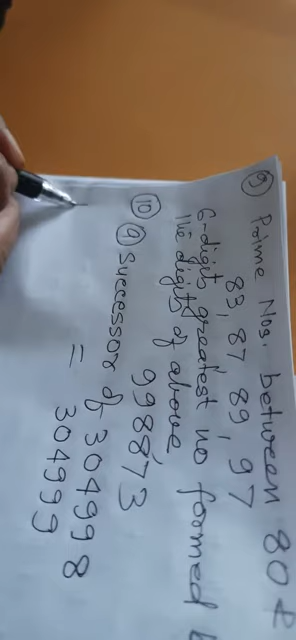 ⑨ Prime Nos. between 80 &
83, 87 89, 97
6-digits greatest no formed
the digits of above
998873
⑩ ⓐ Successor of 304998
= 304999